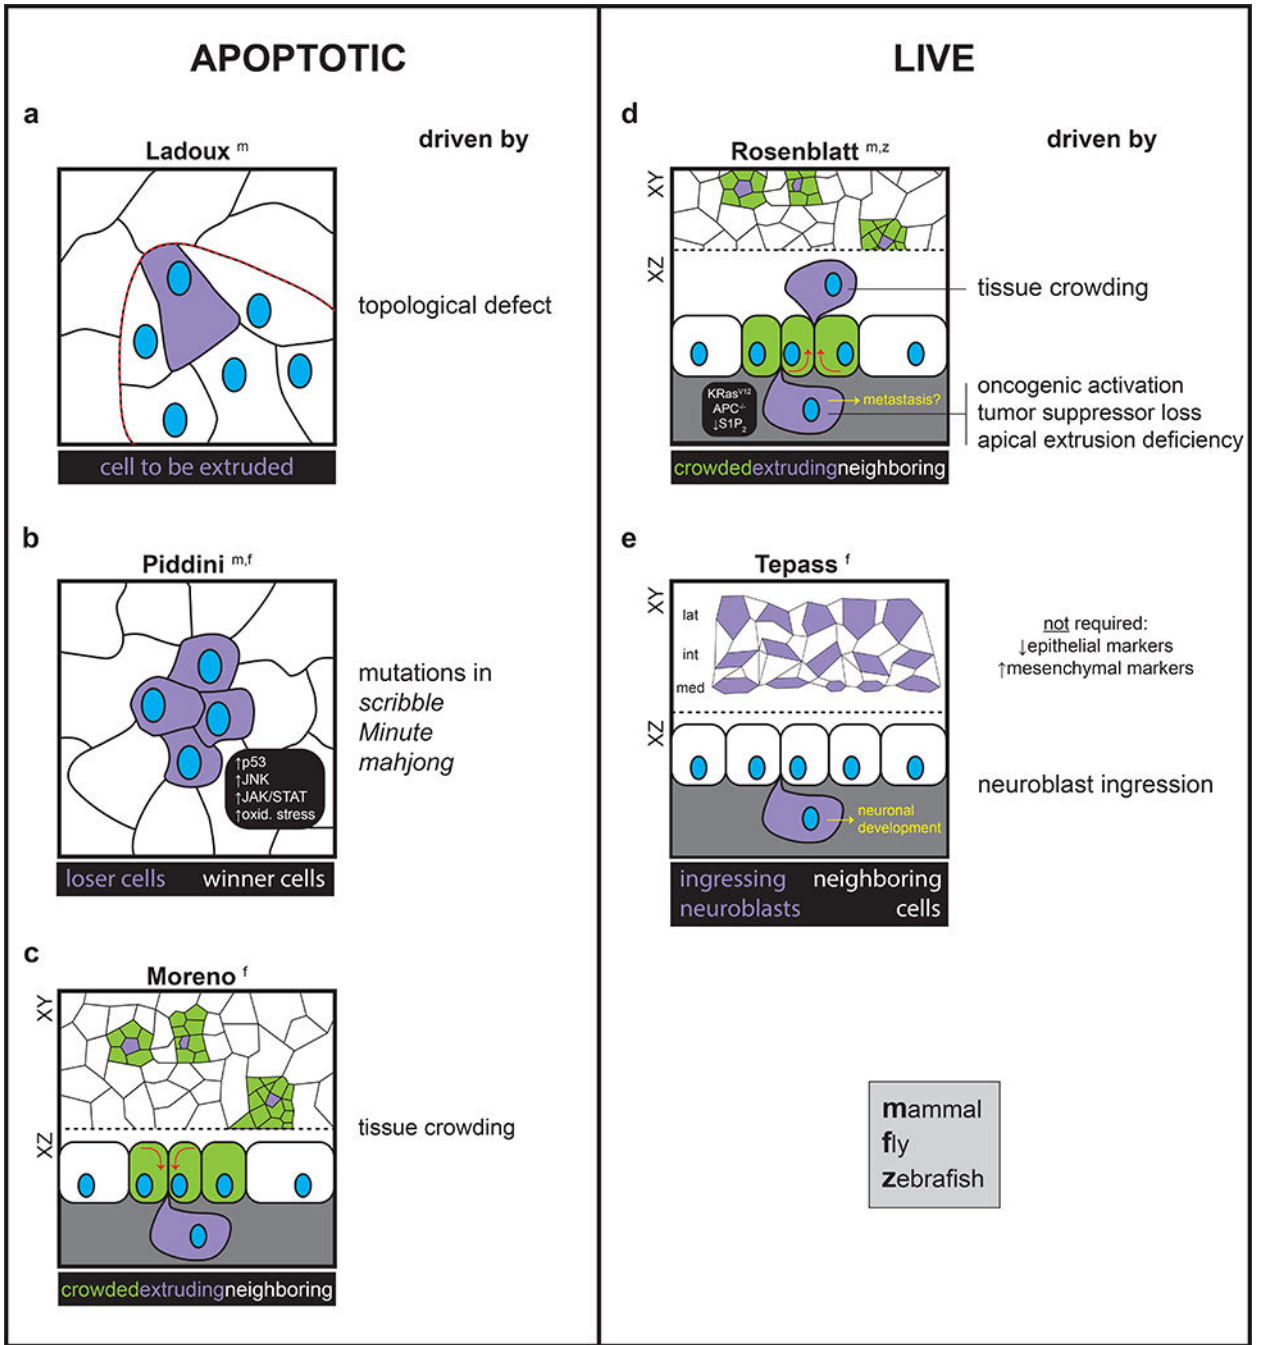 APOPTOTIC
a
Ladoux m
driven by
topological defect
cell to be extruded
b
Piddini m,f
↑p53
↑JNK
↑JAK/STAT
↑oxid. stress
mutations in
scribble
Minute
mahjong
loser cells winner cells
c
Moreno f
XY
XZ
tissue crowding
crowdedextrudingneighboring
LIVE
d
Rosenblatt m,z
driven by
XY
XZ
tissue crowding
KRasV12
APC-/-
↓S1P2
metastasis?
oncogenic activation
tumor suppressor loss
apical extrusion deficiency
crowdedextrudingneighboring
e
Tepass f
XY
lat
int
med
XZ
not required:
↓epithelial markers
↑mesenchymal markers
neuroblast ingression
neuronal
development
ingressing neighboring
neuroblasts cells
mammal
fly
zebrafish